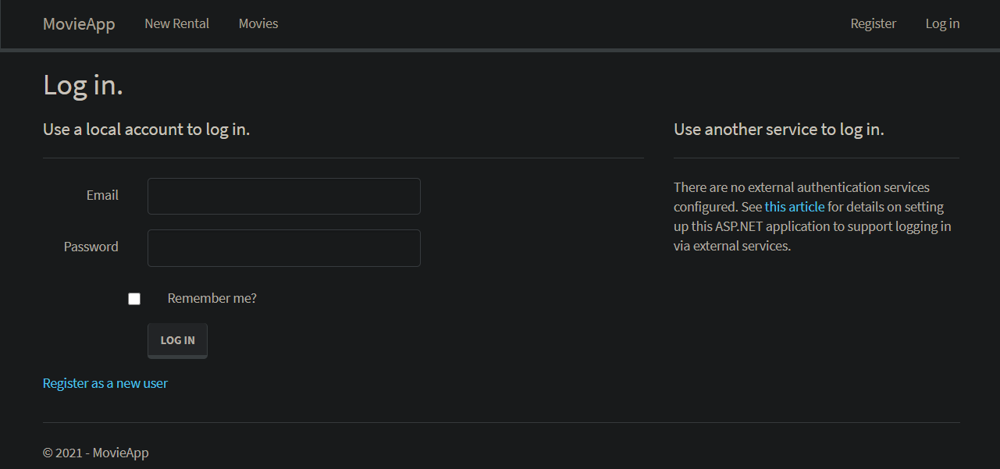 MovieApp New Rental Movies Register Log in
Log in.
Use a local account to log in.
Email
Password
Remember me?
LOG IN
Register as a new user
Use another service to log in.
There are no external authentication services
configured. See this article for details on setting
up this ASP.NET application to support logging in
via external services.
© 2021 - MovieApp